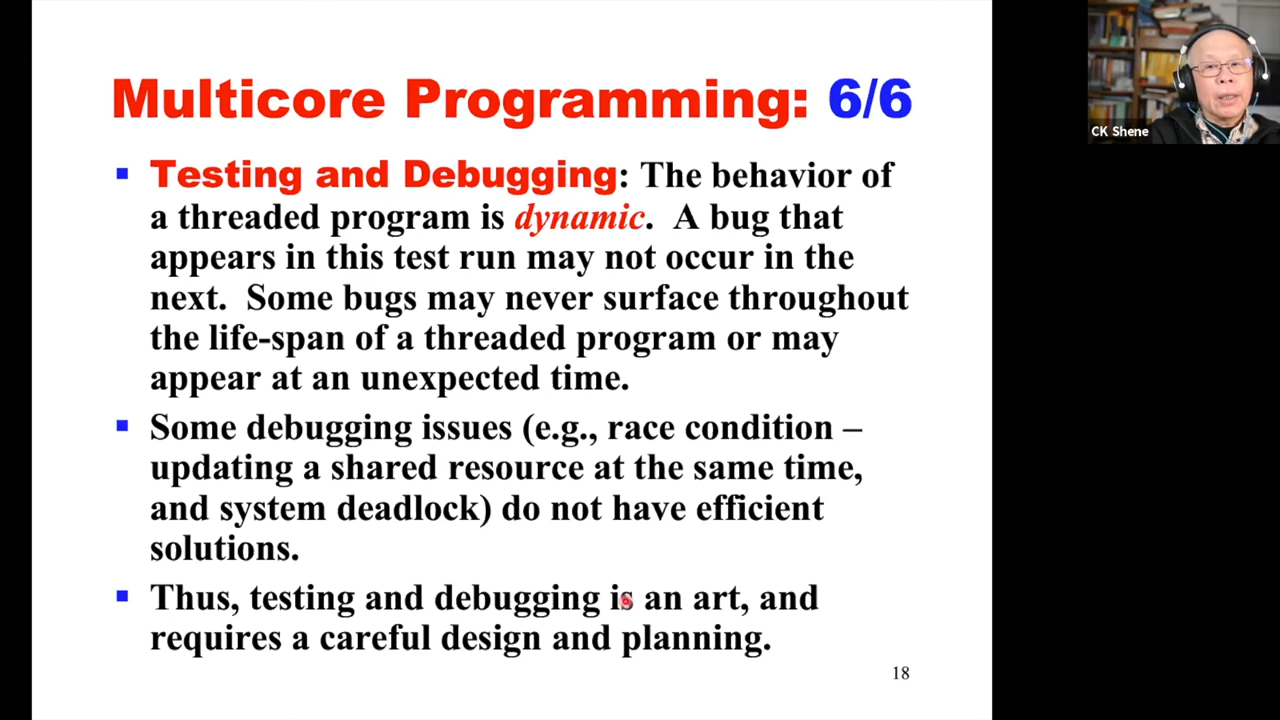 Multicore Programming: 6/6
▪ Testing and Debugging: The behavior of
a threaded program is dynamic. A bug that
appears in this test run may not occur in the
next. Some bugs may never surface throughout
the life-span of a threaded program or may
appear at an unexpected time.
▪ Some debugging issues (e.g., race condition –
updating a shared resource at the same time,
and system deadlock) do not have efficient
solutions.
▪ Thus, testing and debugging is an art, and
requires a careful design and planning.
18
CK Shene